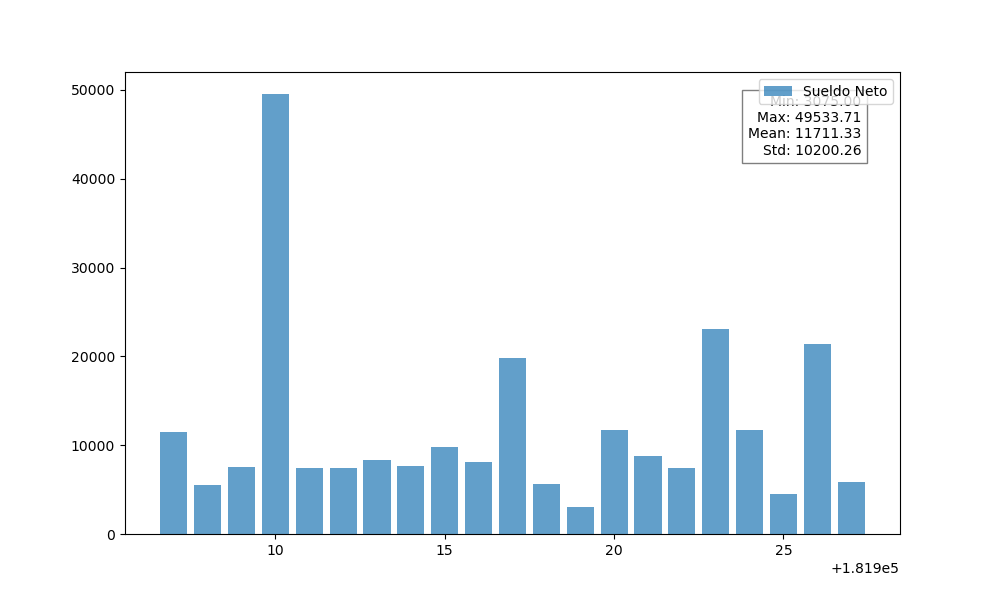 50000
40000
30000
20000
10000
0
10
15
20
25
+1.819e5
Sueldo Neto
Min: 3075.00
Max: 49533.71
Mean: 11711.33
Std: 10200.26